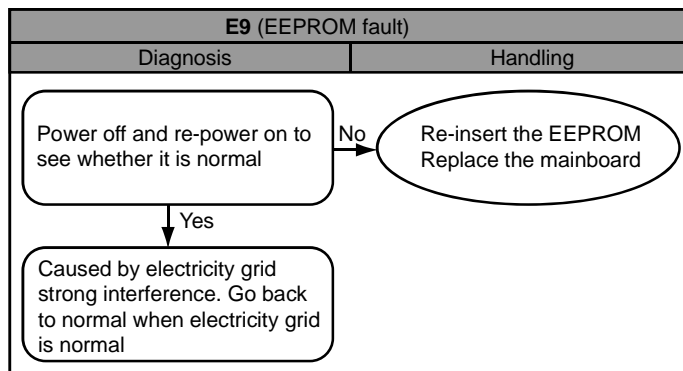 E9 (EEPROM fault)
Diagnosis
Handling
Power off and re-power on to
see whether it is normal
No
Re-insert the EEPROM
Replace the mainboard
Yes
Caused by electricity grid
strong interference. Go back
to normal when electricity grid
is normal